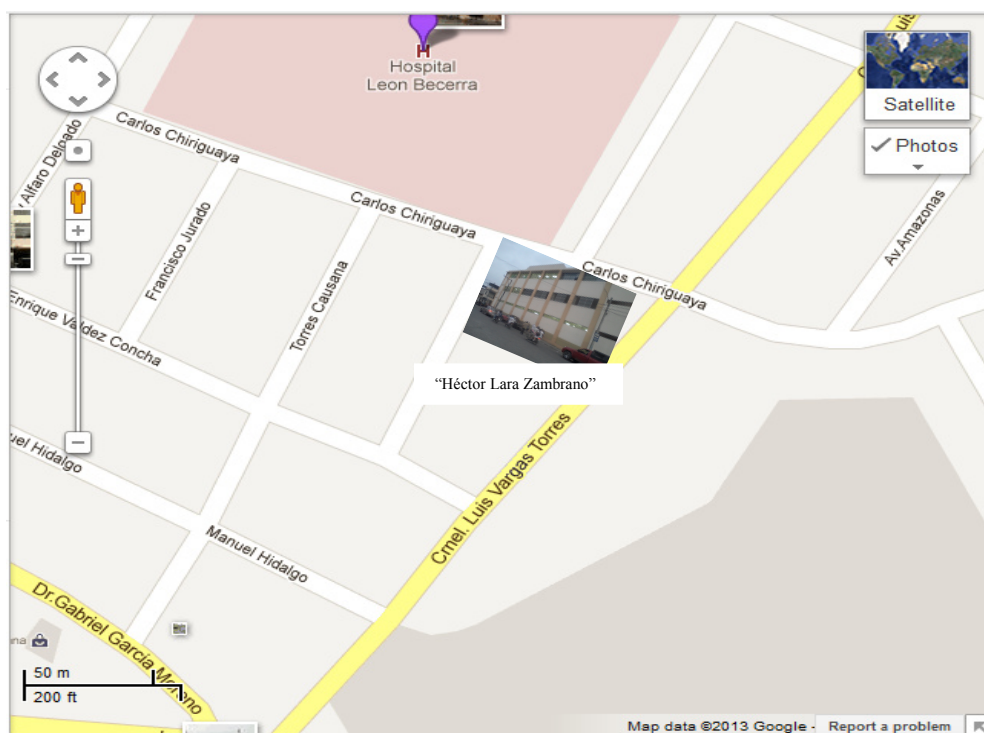 H
Hospital
Leon Becerra
Satellite
Photos
Carlos Chiriguaya
Alfaro Delgado
Francisco Jurado
Carlos Chiriguaya
Torres Causana
Carlos Chiriguaya
Av.Amazonas
Enrique Valdez Concha
“Héctor Lara Zambrano”
Hidalgo
Crnel. Luis Vargas Torres
Manuel Hidalgo
Dr.Gabriel Garcia Moreno
50 m
200 ft
Map data ©2013 Google -
Report a problem